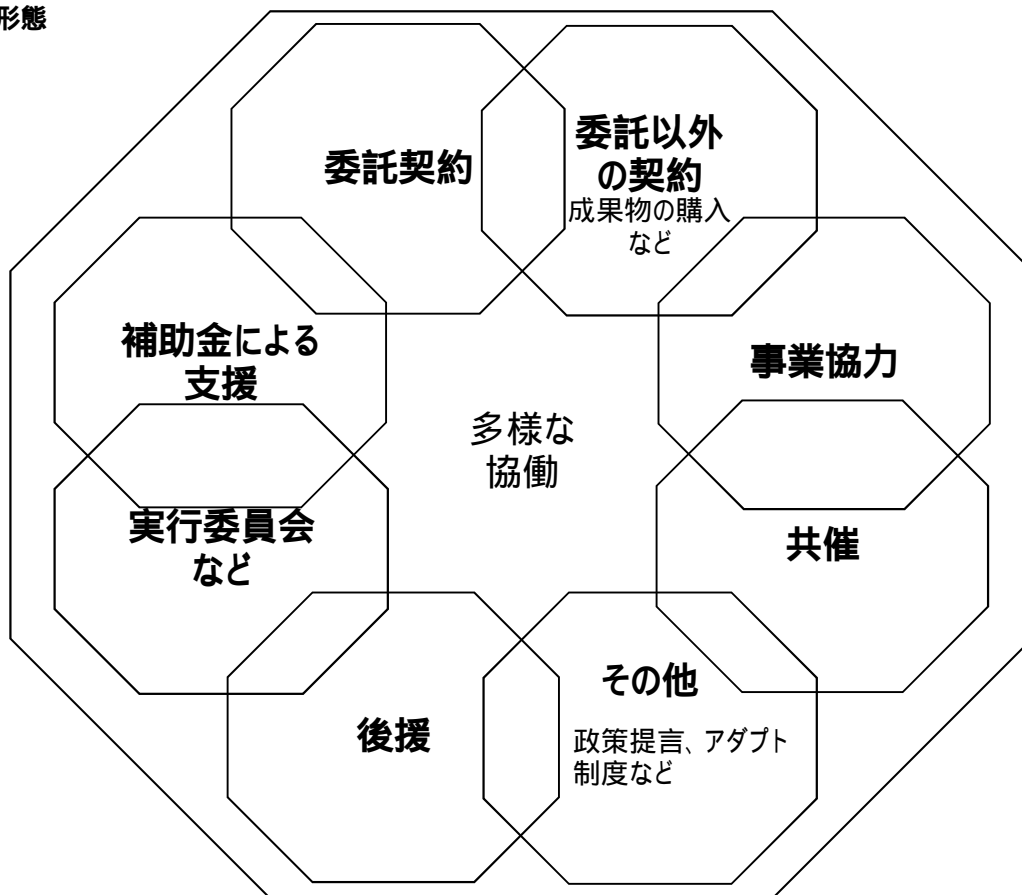 形態
委託契約
委託以外
の契約
成果物の購入
など
補助金による
支援
事業協力
多様な
協働
実行委員会
など
共催
後援
その他
政策提言、アダプト
制度など